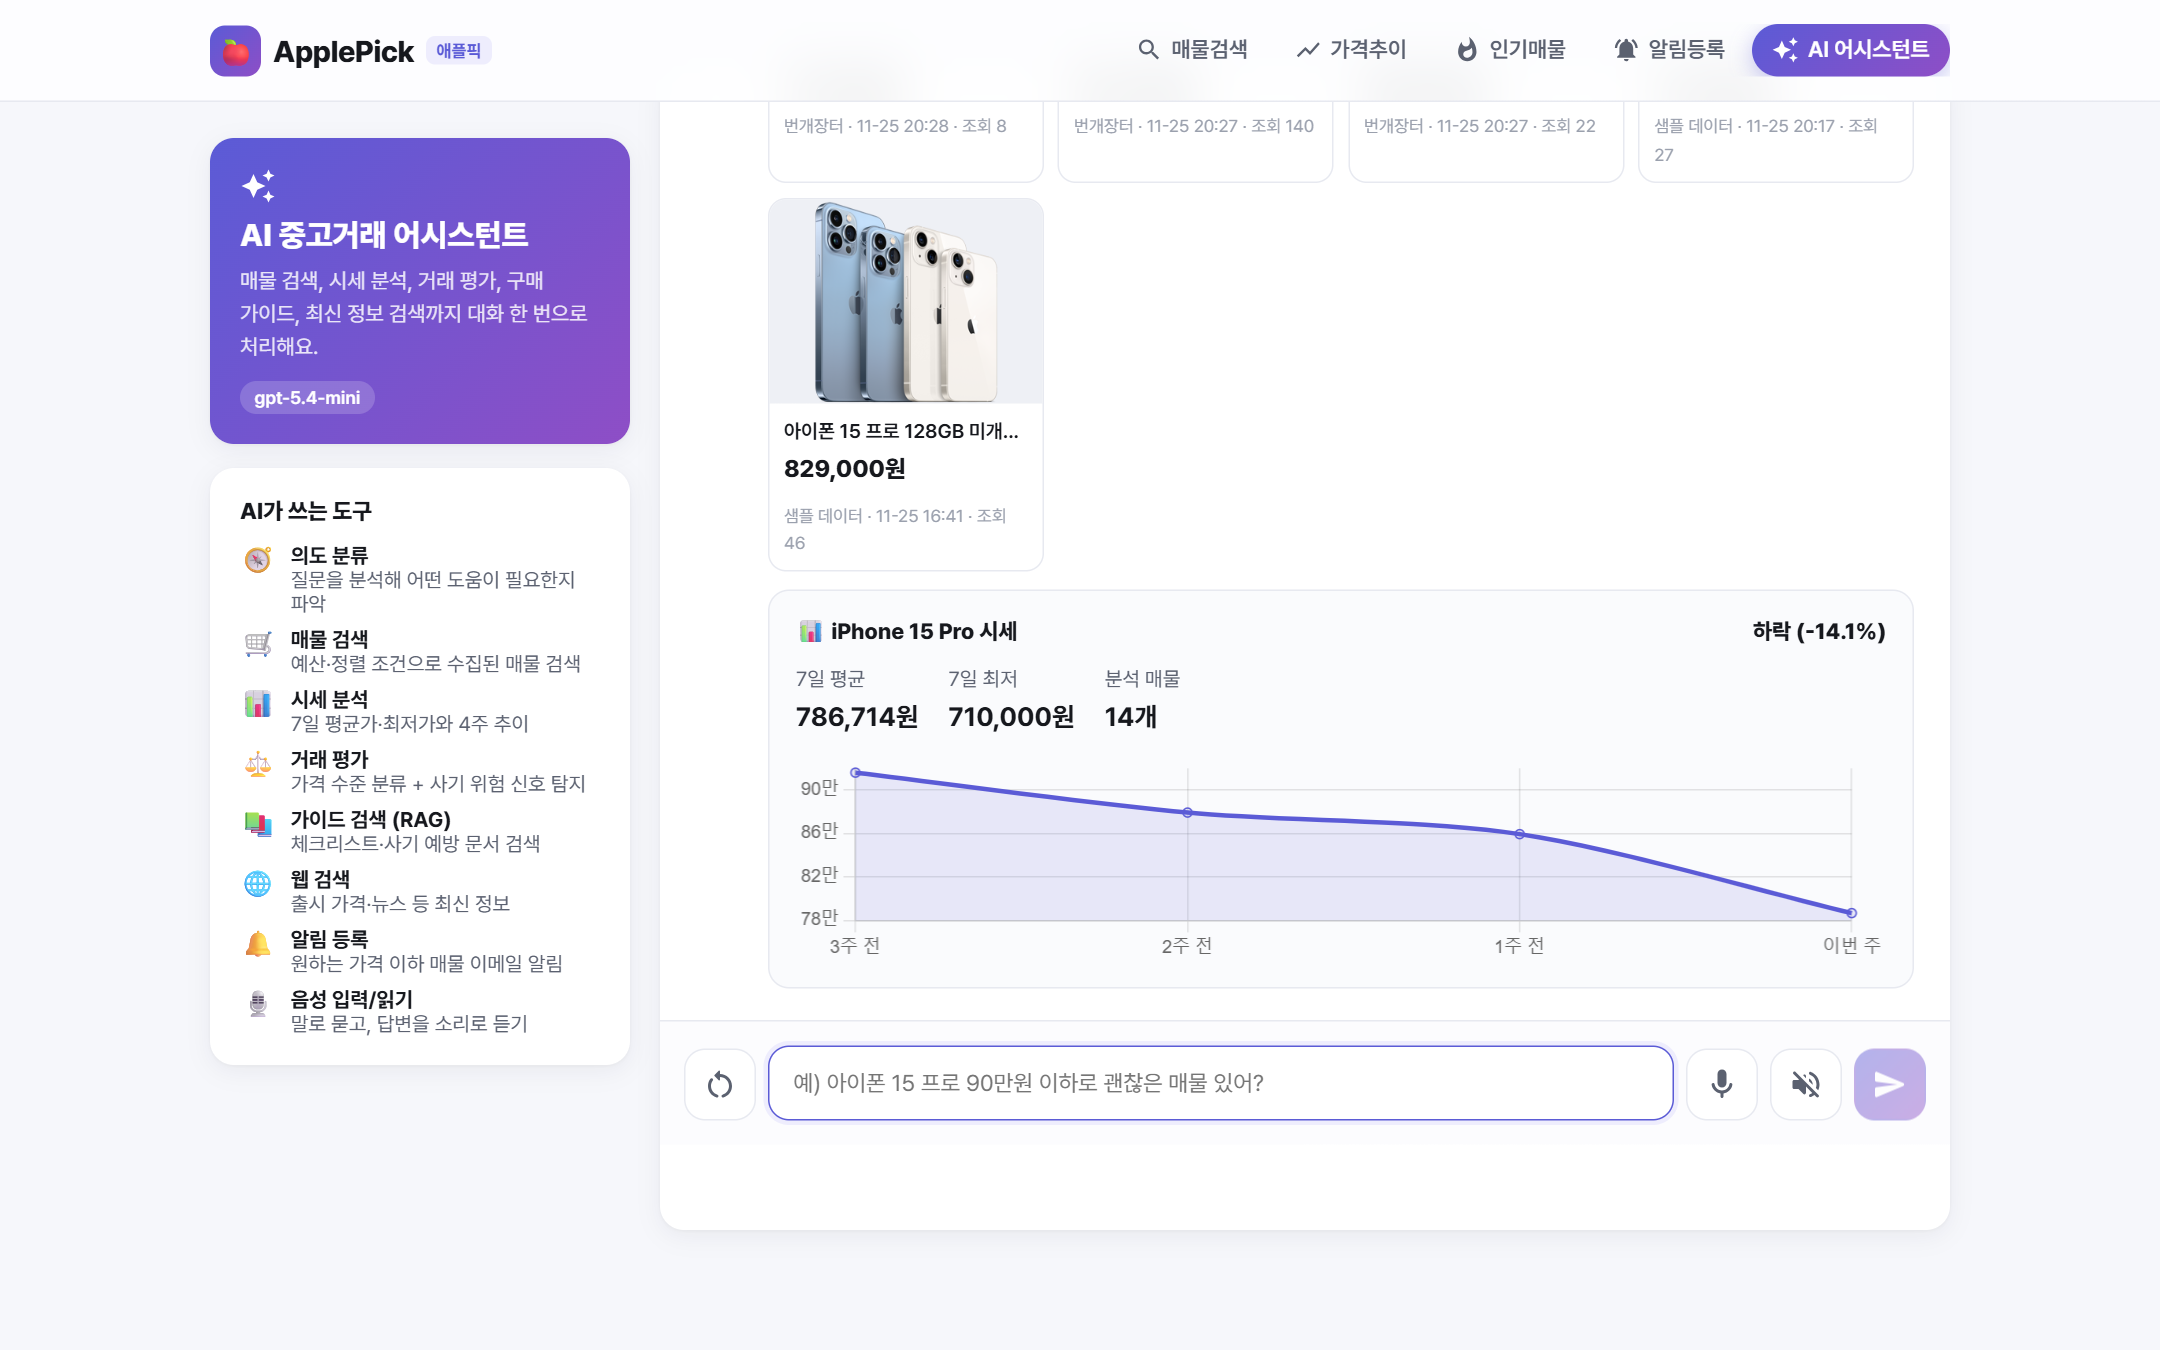 ApplePick 애플픽
매물검색
가격추이
인기매물
알림등록
AI 어시스턴트
AI 중고거래 어시스턴트
매물 검색, 시세 분석, 거래 평가, 구매
가이드, 최신 정보 검색까지 대화 한 번으로
처리해요.
gpt-5.4-mini
AI가 쓰는 도구
의도 분류
질문을 분석해 어떤 도움이 필요한지
파악
매물 검색
예산·정렬 조건으로 수집된 매물 검색
시세 분석
7일 평균가·최저가와 4주 추이
거래 평가
가격 수준 분류 + 사기 위험 신호 탐지
가이드 검색 (RAG)
체크리스트·사기 예방 문서 검색
웹 검색
출시 가격·뉴스 등 최신 정보
알림 등록
원하는 가격 이하 매물 이메일 알림
음성 입력/읽기
말로 묻고, 답변을 소리로 듣기
번개장터 · 11-25 20:28 · 조회 8
번개장터 · 11-25 20:27 · 조회 140
번개장터 · 11-25 20:27 · 조회 22
샘플 데이터 · 11-25 20:17 · 조회
27
아이폰 15 프로 128GB 미개...
829,000원
샘플 데이터 · 11-25 16:41 · 조회
46
iPhone 15 Pro 시세
하락 (-14.1%)
7일 평균
786,714원
7일 최저
710,000원
분석 매물
14개
90만
86만
82만
78만
3주 전
2주 전
1주 전
이번 주
예) 아이폰 15 프로 90만원 이하로 괜찮은 매물 있어?